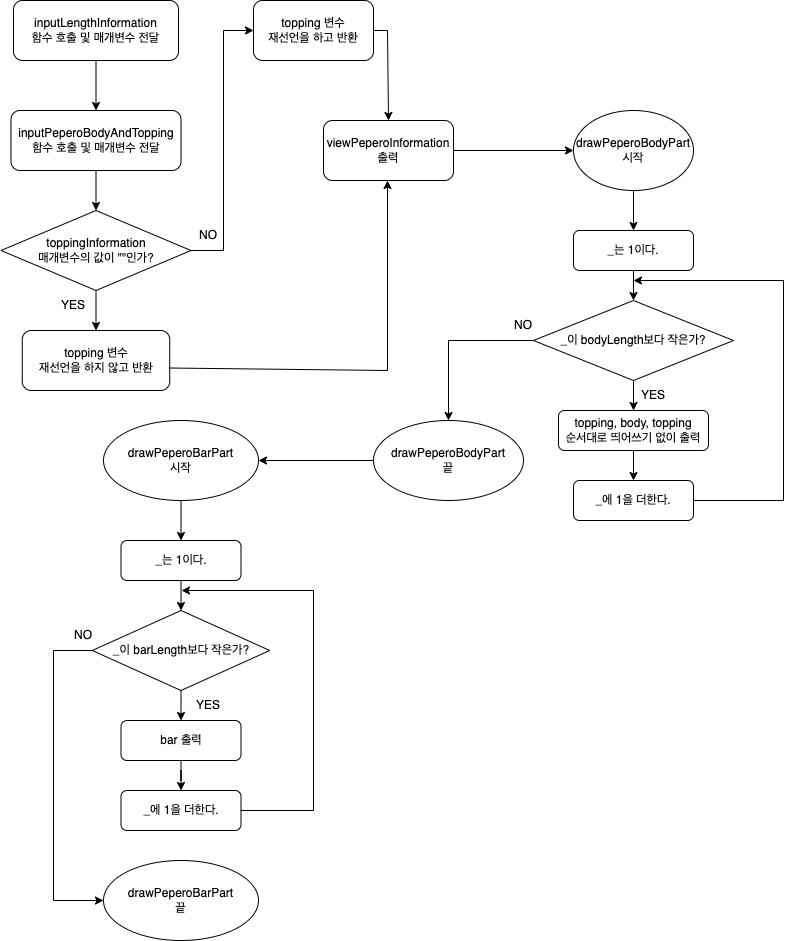 inputLengthInformation
함수 호출 및 매개변수 전달
inputPeperoBodyAndTopping
함수 호출 및 매개변수 전달
toppingInformation
매개변수의 값이 ""인가?
NO
YES
topping 변수
재선언을 하지 않고 반환
topping 변수
재선언을 하고 반환
viewPeperoInformation
출력
drawPeperoBodyPart
시작
_는 1이다.
_이 bodyLength보다 작은가?
NO
YES
topping, body, topping
순서대로 띄어쓰기 없이 출력
_에 1을 더한다.
drawPeperoBodyPart
끝
drawPeperoBarPart
시작
_는 1이다.
_이 barLength보다 작은가?
NO
YES
bar 출력
_에 1을 더한다.
drawPeperoBarPart
끝